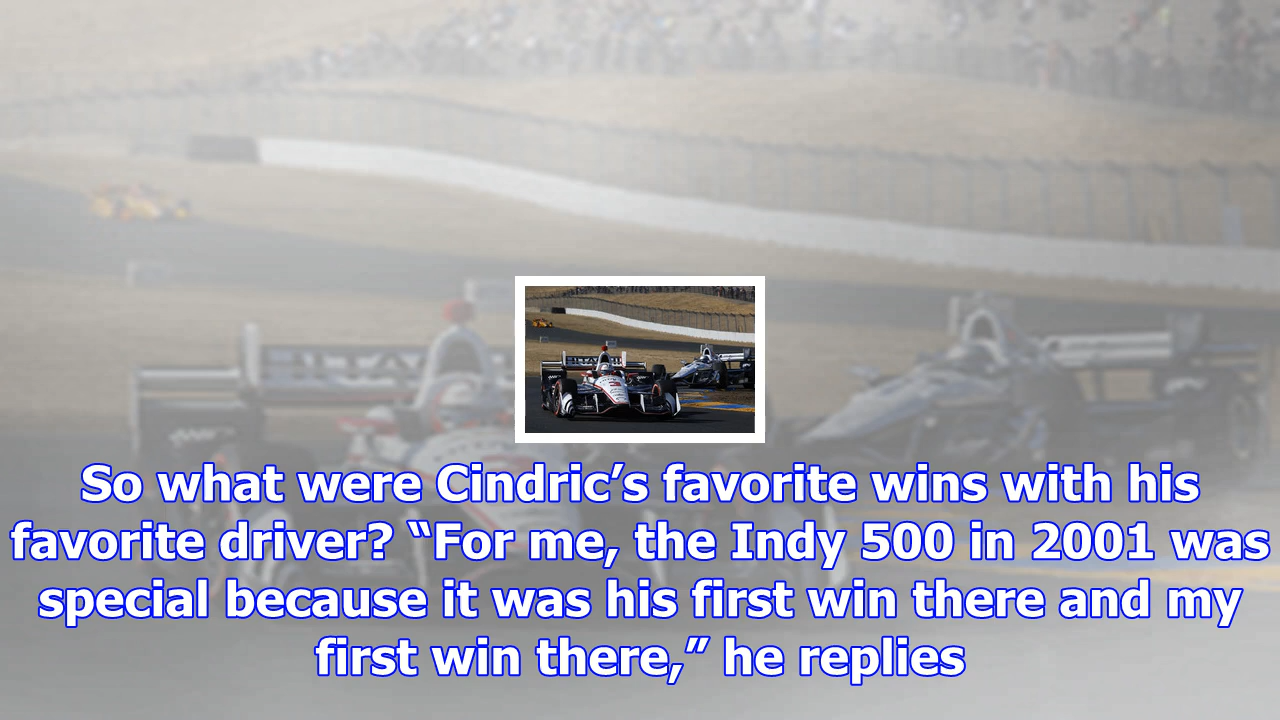 So what were Cindric’s favorite wins with his
favorite driver? “For me, the Indy 500 in 2001 was
special because it was his first win there and my
first win there,” he replies